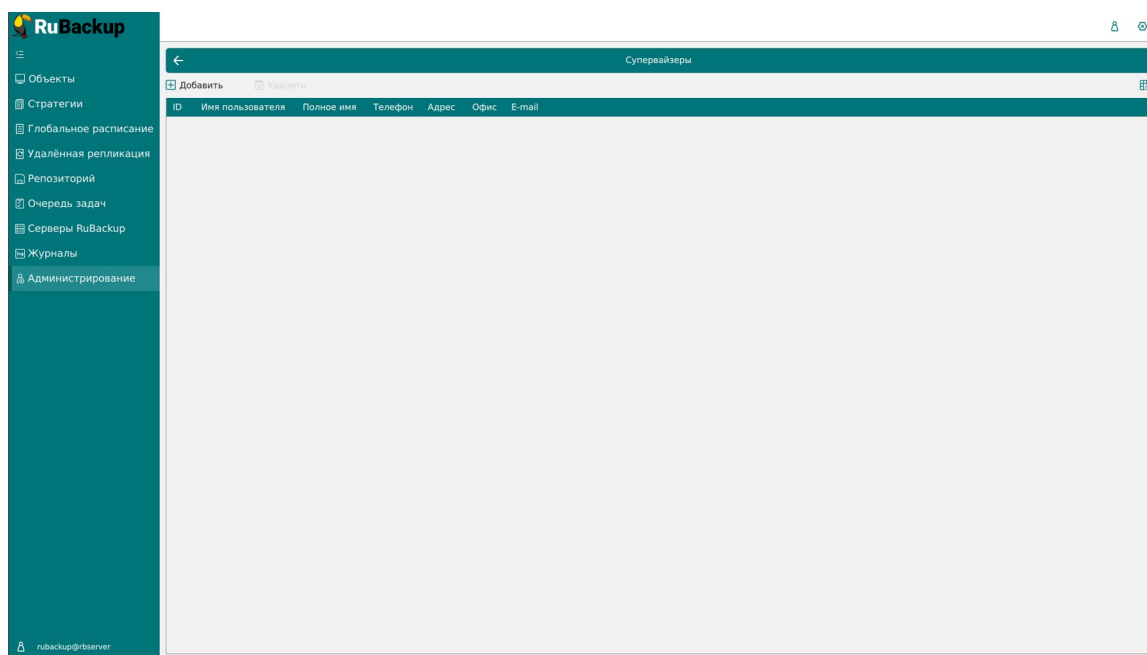 RuBackup
Супервайзеры
Объекты
Стратегии
Глобальное расписание
Удалённая репликация
Репозиторий
Очередь задач
Серверы RuBackup
Журналы
Администрирование
Добавить
Удалить
ID Имя пользователя Полное имя Телефон Адрес Офис E-mail
rubackup@rbserver